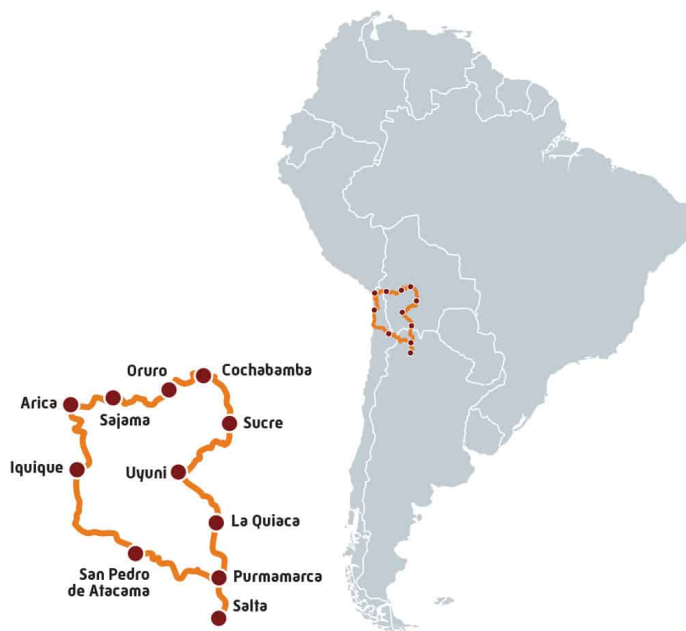 Oruro
Cochabamba
Arica
Sajama
Sucre
Iquique
Uyuni
La Quiaca
San Pedro
de Atacama
Purmamarca
Salta